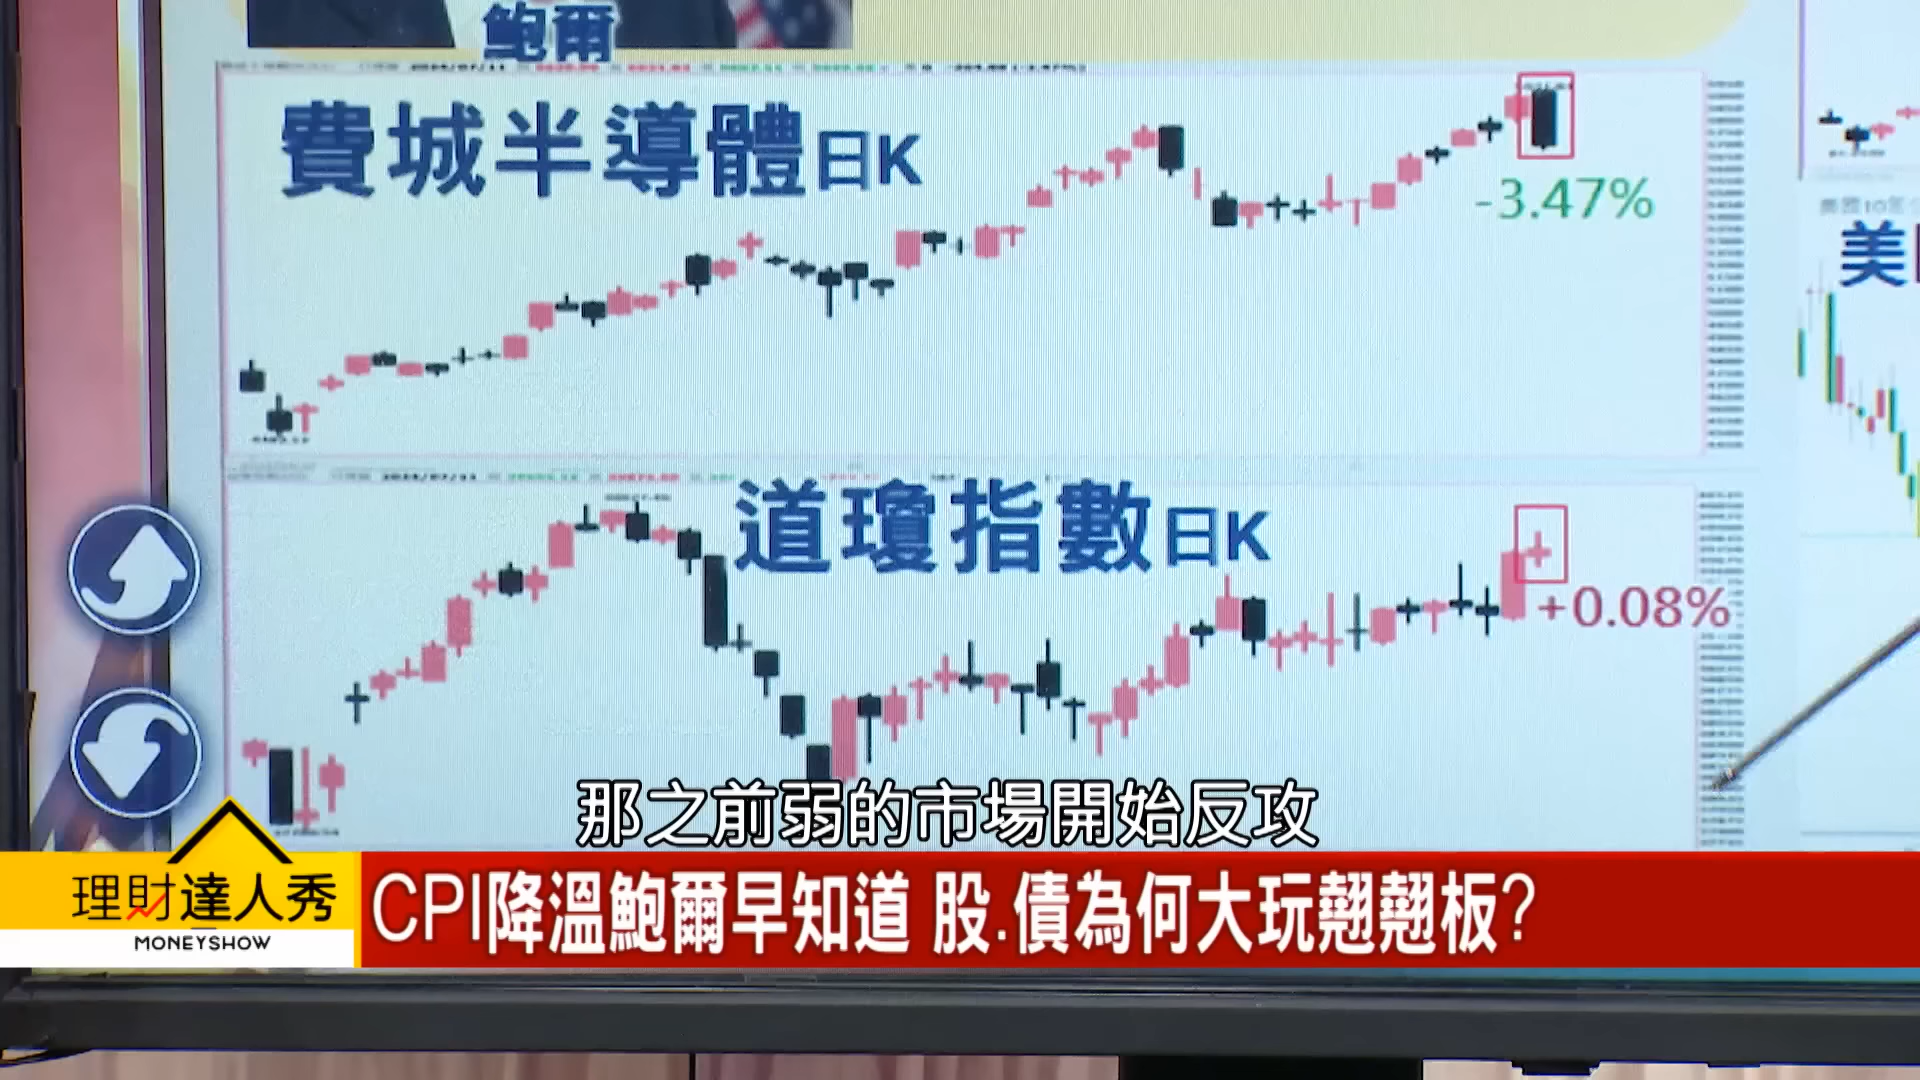 鮑爾
費城半導體日K
-3.47%
道瓊指數日K
+0.08%
美
那之前弱的市場開始反攻
理財達人秀
MONEYSHOW
CPI降溫鮑爾早知道 股.債為何大玩翹翹板?